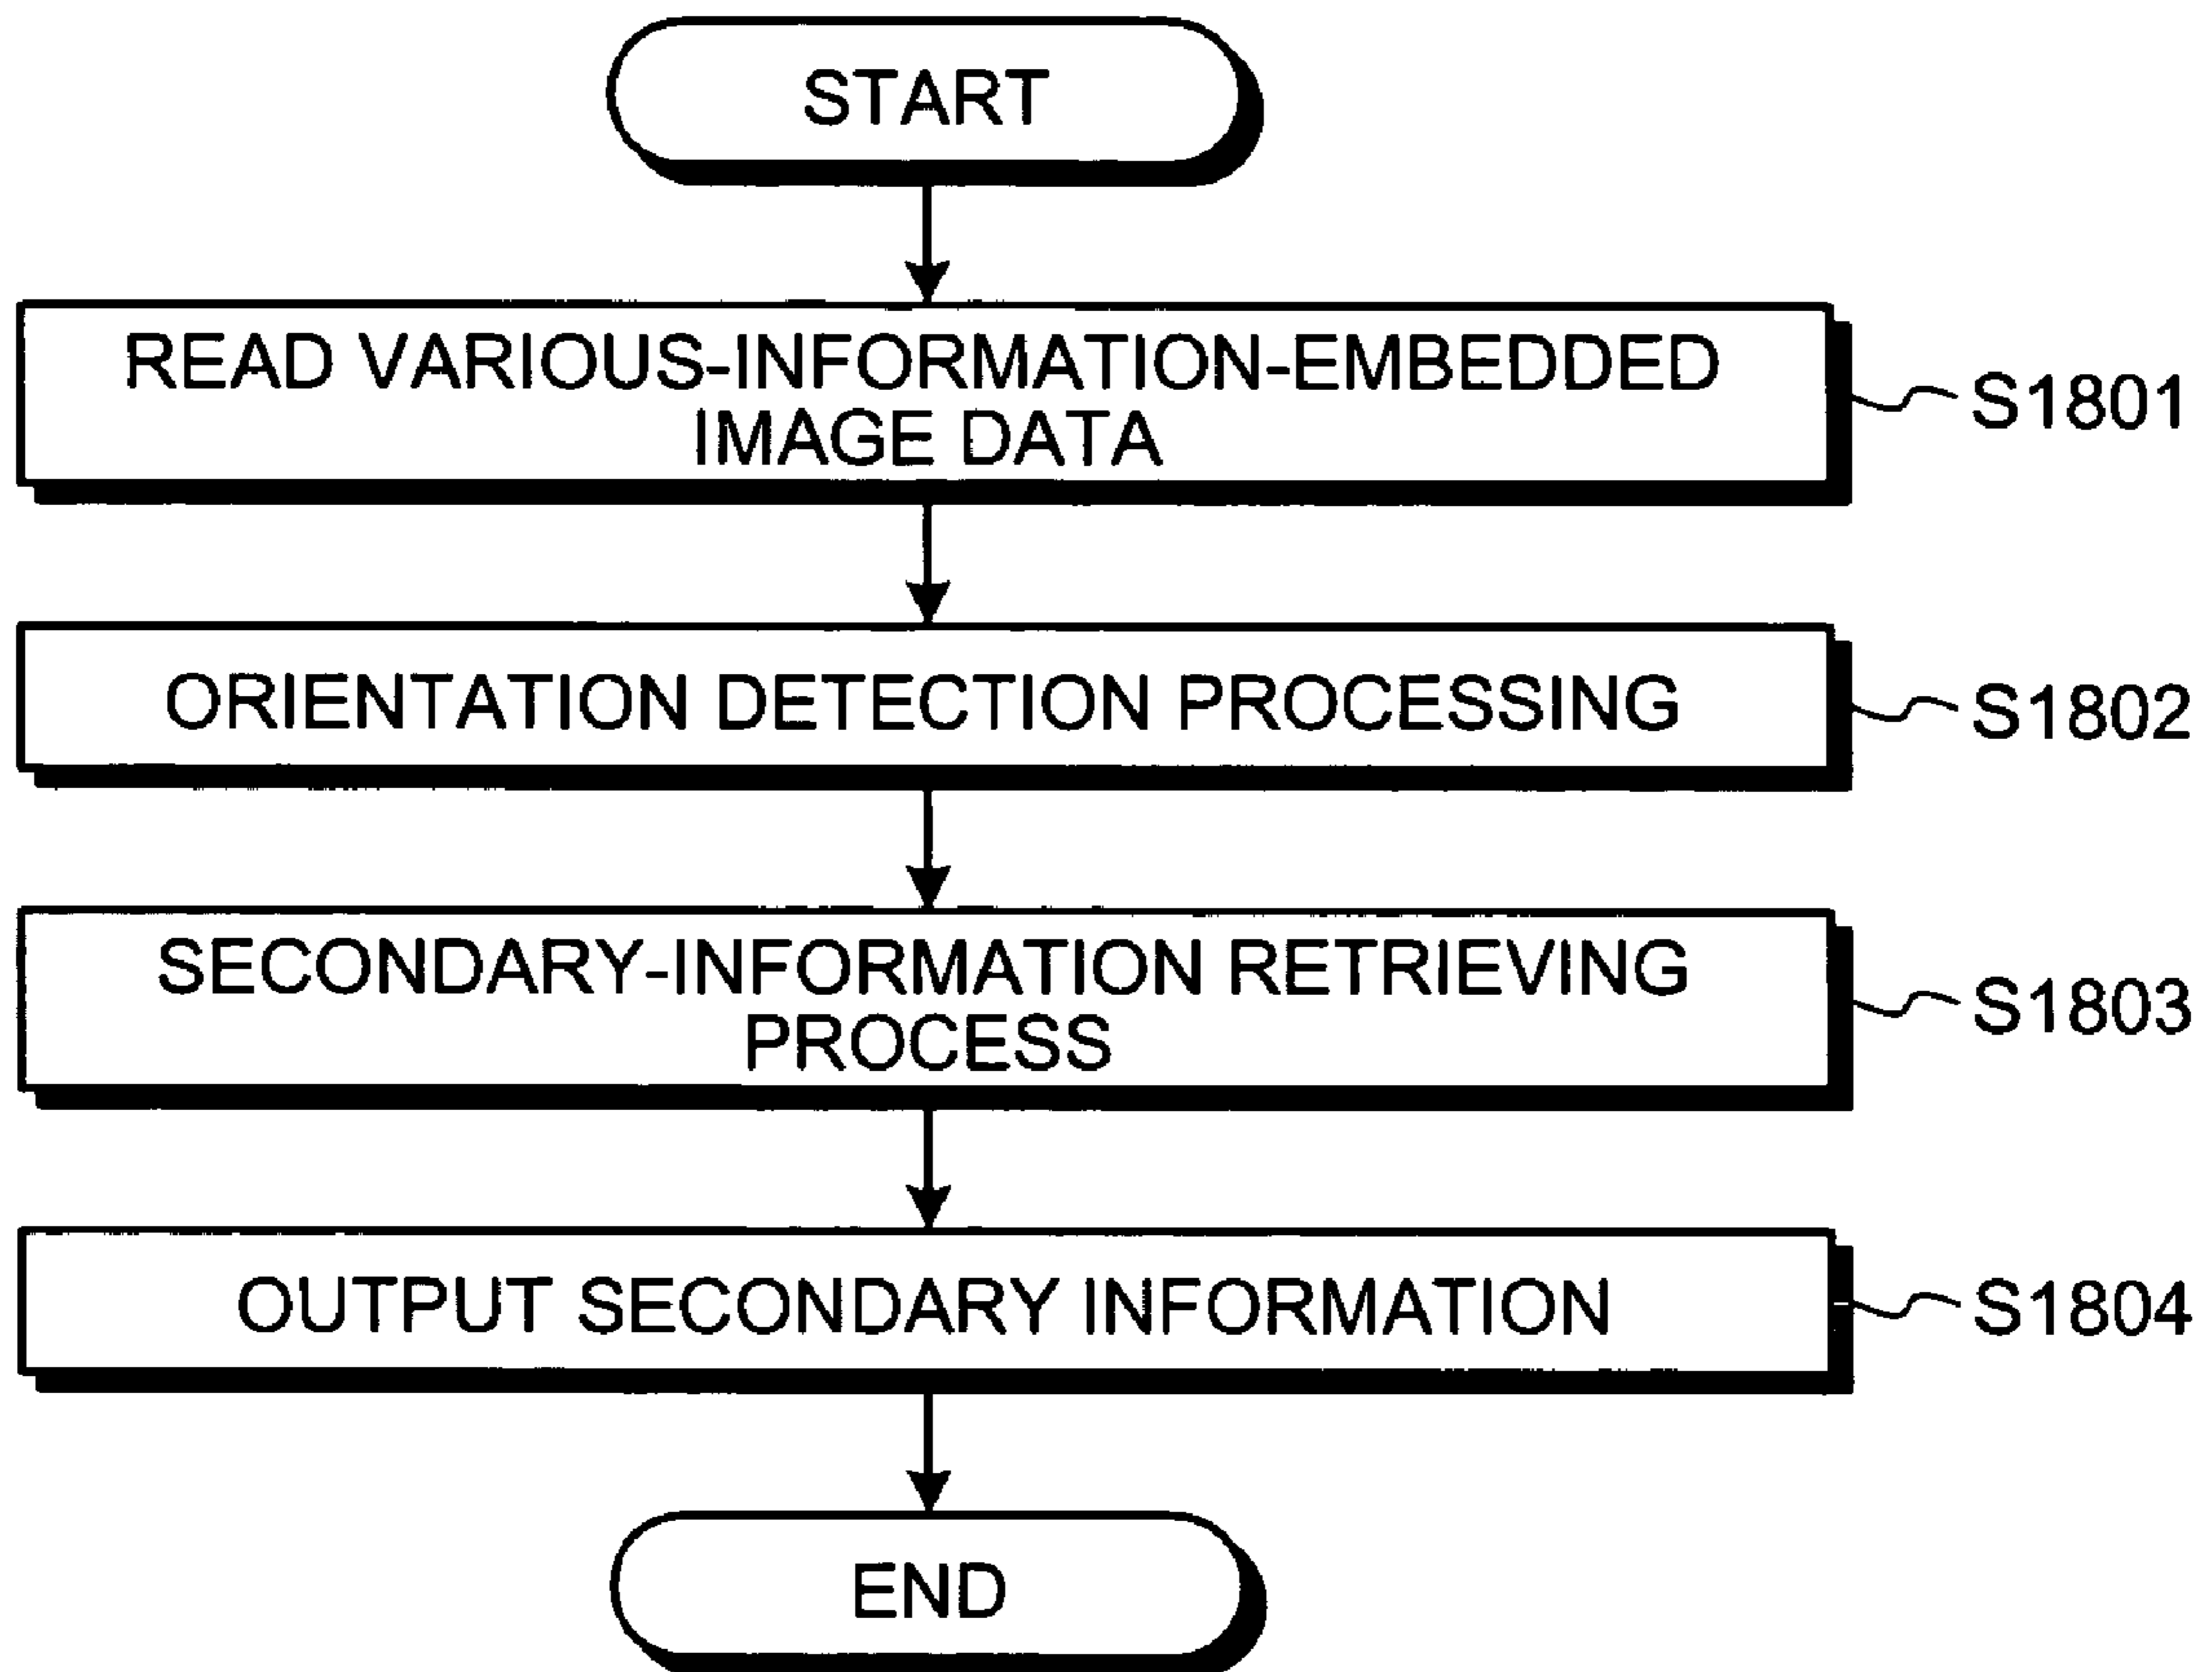 START
READ VARIOUS-INFORMATION-EMBEDDED
IMAGE DATA
S1801
ORIENTATION DETECTION PROCESSING
S1802
SECONDARY-INFORMATION RETRIEVING
PROCESS
S1803
OUTPUT SECONDARY INFORMATION
S1804
END